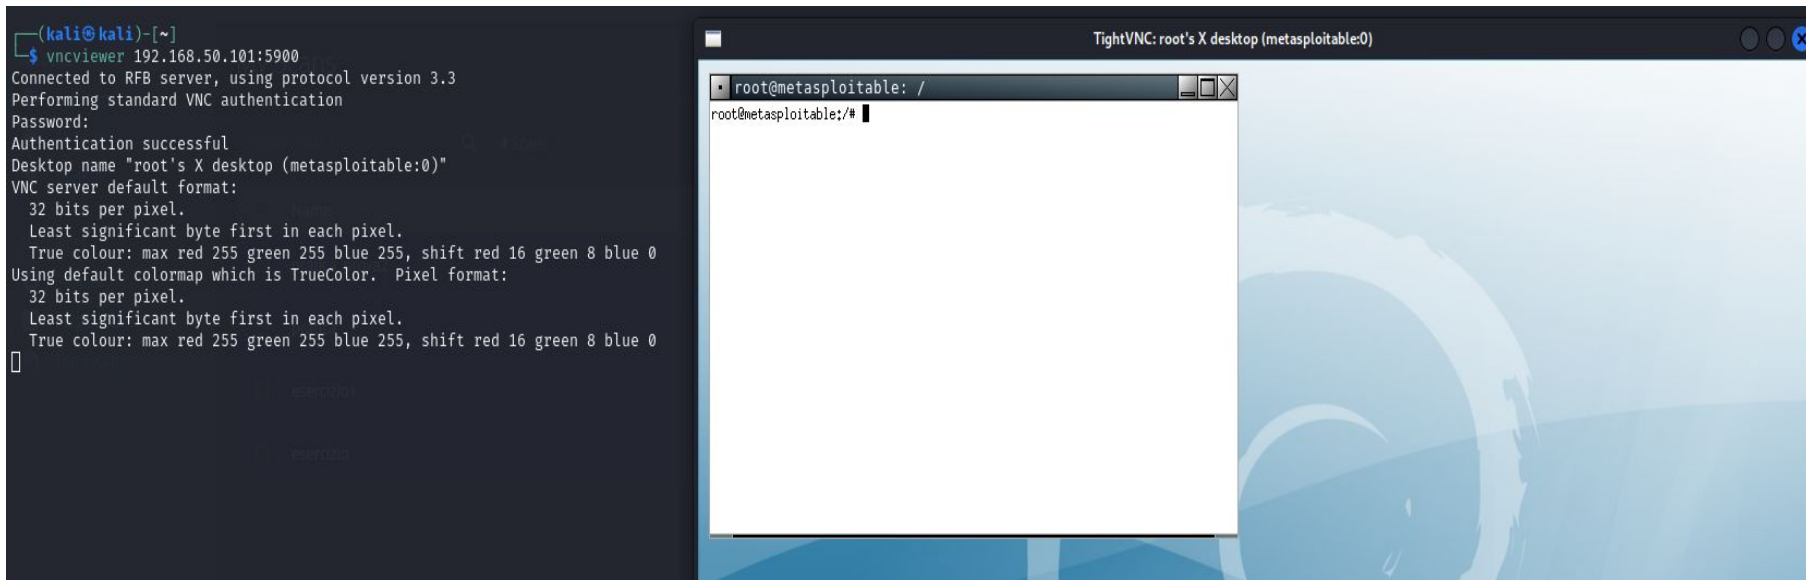 ┌──(kali㉿kali)-[~]
└─$ vncviewer 192.168.50.101:5900
Connected to RFB server, using protocol version 3.3
Performing standard VNC authentication
Password:
Authentication successful
Desktop name "root's X desktop (metasploitable:0)"
VNC server default format:
  32 bits per pixel.
  Least significant byte first in each pixel.
  True colour: max red 255 green 255 blue 255, shift red 16 green 8 blue 0
Using default colormap which is TrueColor.  Pixel format:
  32 bits per pixel.
  Least significant byte first in each pixel.
  True colour: max red 255 green 255 blue 255, shift red 16 green 8 blue 0
Name
esercizio1
esercizio
TightVNC: root's X desktop (metasploitable:0)
root@metasploitable: /
root@metasploitable:/#